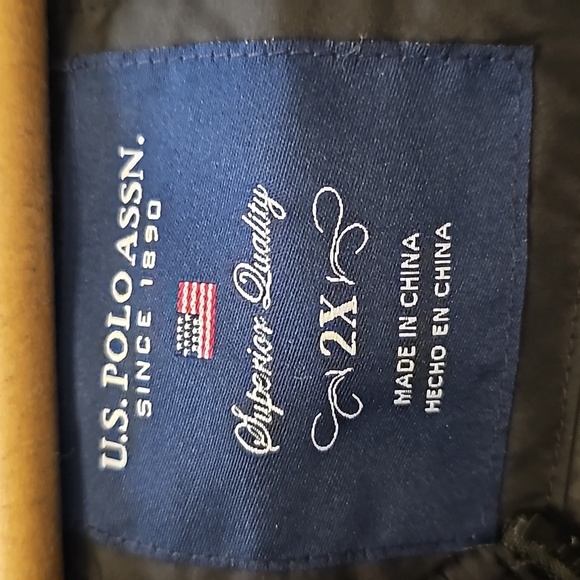 U.S. POLO ASSN.
SINCE 1890
Superior Quality
2X
MADE IN CHINA
HECHO EN CHINA